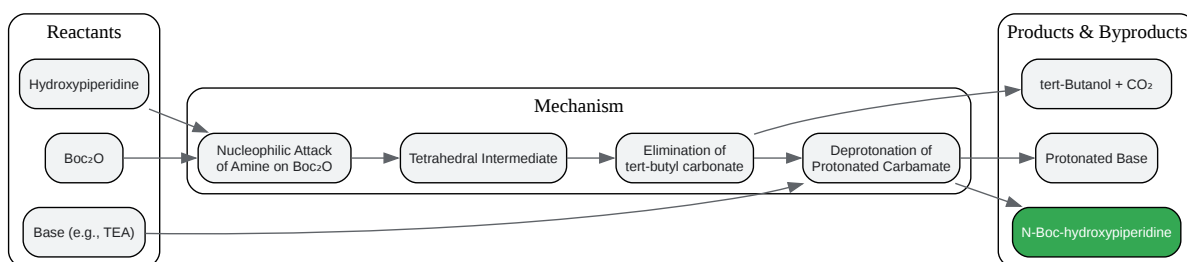 Reactants
Hydroxypiperidine
Boc₂O
Base (e.g., TEA)
Mechanism
Nucleophilic Attack
of Amine on Boc₂O
Tetrahedral Intermediate
Elimination of
tert-butyl carbonate
Deprotonation of
Protonated Carbamate
Products & Byproducts
tert-Butanol + CO₂
Protonated Base
N-Boc-hydroxypiperidine